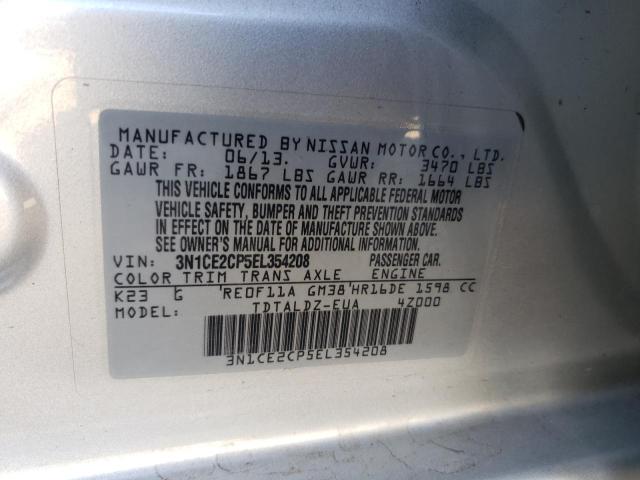 MANUFACTURED BY NISSAN MOTOR CO., LTD.
DATE: 06/13. GVWR: 3470 LBS
GAWR FR: 1867 LBS GAWR RR: 1664 LBS
THIS VEHICLE CONFORMS TO ALL APPLICABLE FEDERAL MOTOR
VEHICLE SAFETY, BUMPER AND THEFT PREVENTION STANDARDS
IN EFFECT ON THE DATE OF MANUFACTURE SHOWN ABOVE.
SEE OWNER'S MANUAL FOR ADDITIONAL INFORMATION.
VIN: 3N1CE2CP5EL354208 PASSENGER CAR.
COLOR TRIM TRANS AXLE ENGINE
K23 G RE0F11A GM38 HR16DE 1598 CC
MODEL: TDTALDZ-EUA 4Z000
3N1CE2CP5EL354208